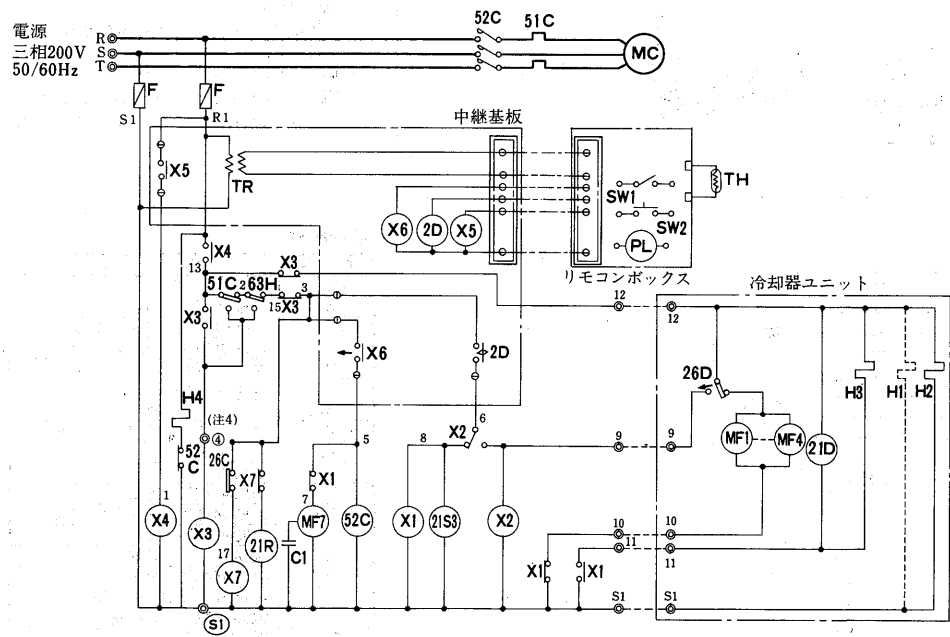 52C 51C
電源
三相200V
50/60Hz
R
S
T
MC
F F
S1 R1
中継基板
X5
TR
TH
SW1
SW2
X6 2D X5
PL
リモコンボックス
冷却器ユニット
X4
13
X3
51C 2 63H 3
15 X3
12 12
X3
X6
2D
26D
H4
H3 H1 H2
(注4)
④
6
X2
5 8
9 9
MF1 MF4
21D
52
C
26C
X7
X1
7
1
X4
X3
21R
MF7
52C
X1
21S3
X2
10 10
11 11
17
X7
C1
X1 X1
S1 S1
S1